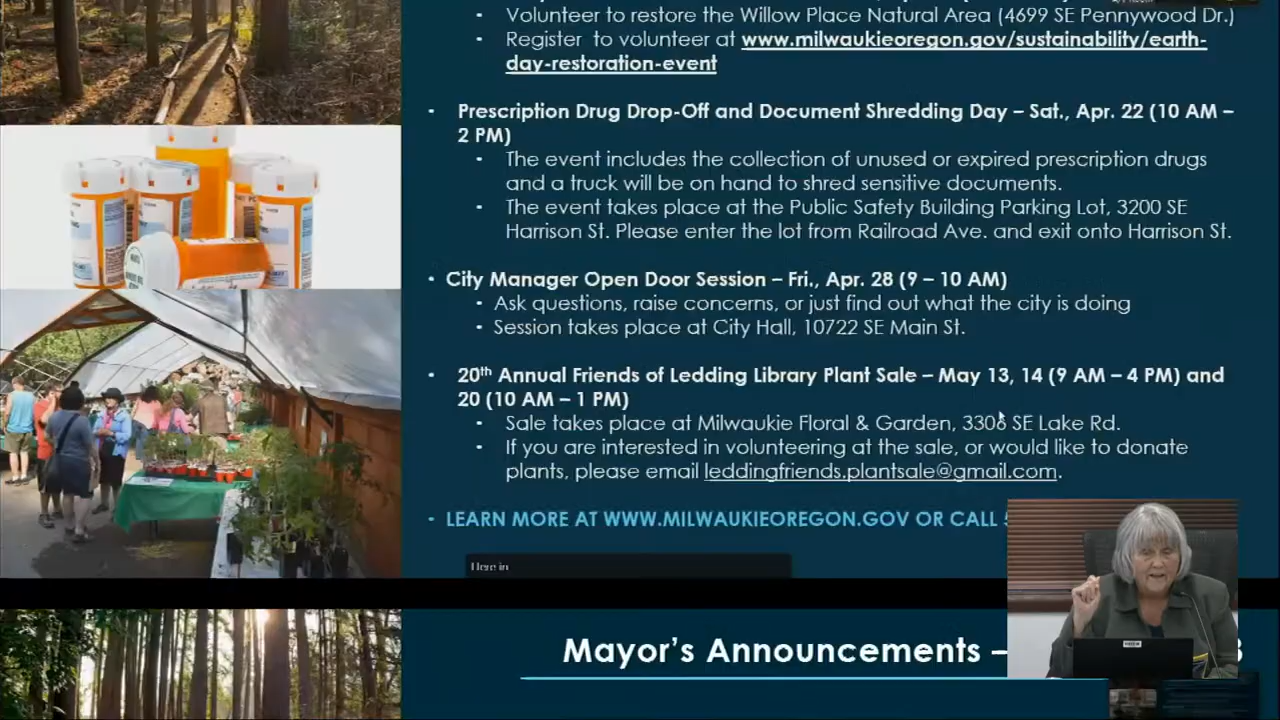 Volunteer to restore the Willow Place Natural Area (4699 SE Pennywood Dr.)
Register to volunteer at www.milwaukieoregon.gov/sustainability/earth-
day-restoration-event
Prescription Drug Drop-Off and Document Shredding Day – Sat., Apr. 22 (10 AM –
2 PM)
The event includes the collection of unused or expired prescription drugs
and a truck will be on hand to shred sensitive documents.
The event takes place at the Public Safety Building Parking Lot, 3200 SE
Harrison St. Please enter the lot from Railroad Ave. and exit onto Harrison St.
City Manager Open Door Session – Fri., Apr. 28 (9 – 10 AM)
Ask questions, raise concerns, or just find out what the city is doing
Session takes place at City Hall, 10722 SE Main St.
20th Annual Friends of Ledding Library Plant Sale – May 13, 14 (9 AM – 4 PM) and
20 (10 AM – 1 PM)
Sale takes place at Milwaukie Floral & Garden, 3306 SE Lake Rd.
If you are interested in volunteering at the sale, or would like to donate
plants, please email leddingfriends.plantsale@gmail.com.
LEARN MORE AT WWW.MILWAUKIEOREGON.GOV OR CALL
Mayor's Announcements –